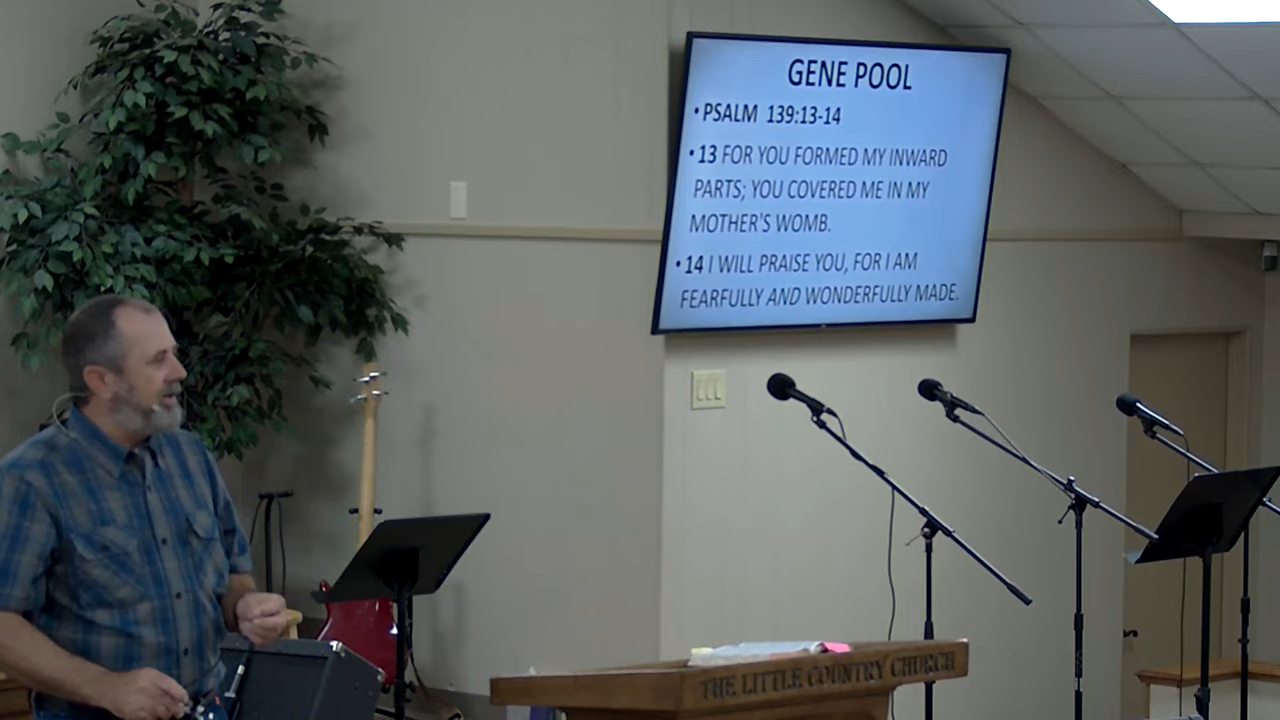 GENE POOL
• PSALM 139:13-14
• 13 FOR YOU FORMED MY INWARD
PARTS; YOU COVERED ME IN MY
MOTHER'S WOMB.
• 14 I WILL PRAISE YOU, FOR I AM
FEARFULLY AND WONDERFULLY MADE.
THE LITTLE COUNTRY CHURCH